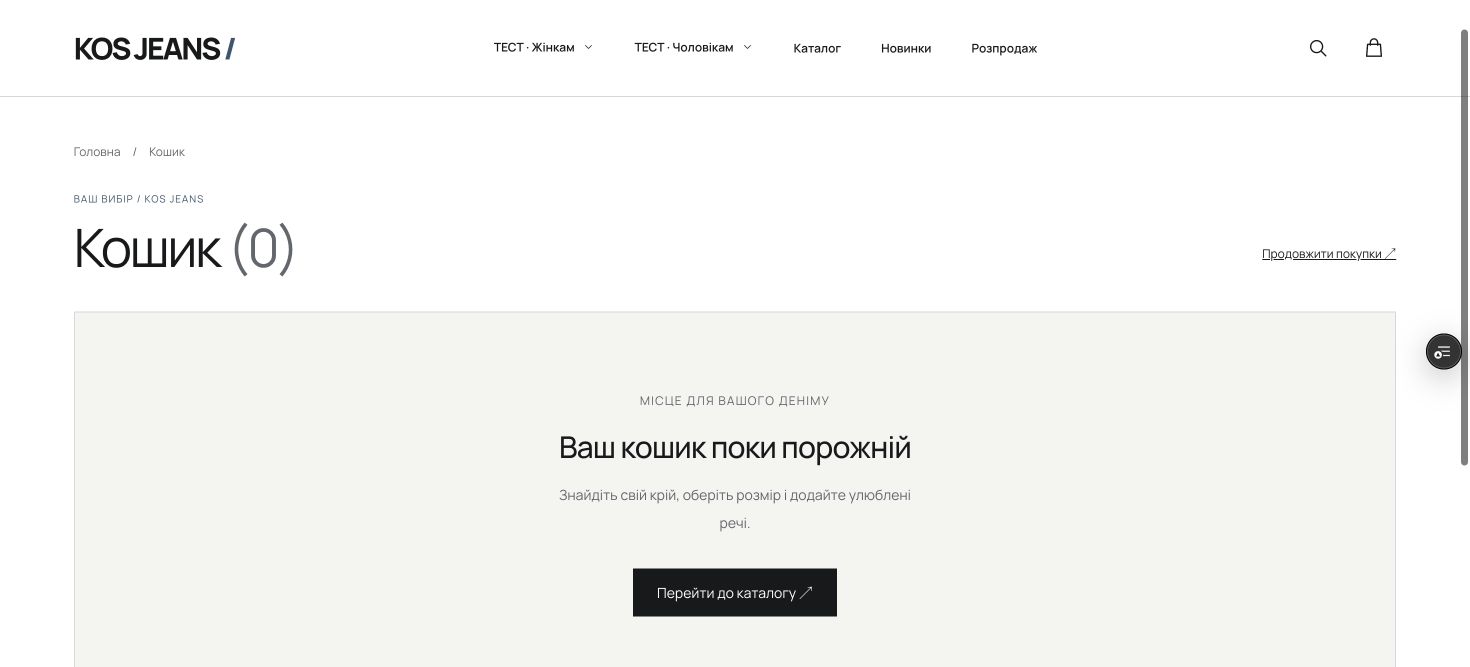 KOS JEANS /
ТЕСТ · Жінкам
ТЕСТ · Чоловікам
Каталог
Новинки
Розпродаж
Головна / Кошик
ВАШ ВИБІР / KOS JEANS
Кошик (0)
Продовжити покупки ↗
МІСЦЕ ДЛЯ ВАШОГО ДЕНІМУ
Ваш кошик поки порожній
Знайдіть свій крій, оберіть розмір і додайте улюблені
речі.
Перейти до каталогу ↗